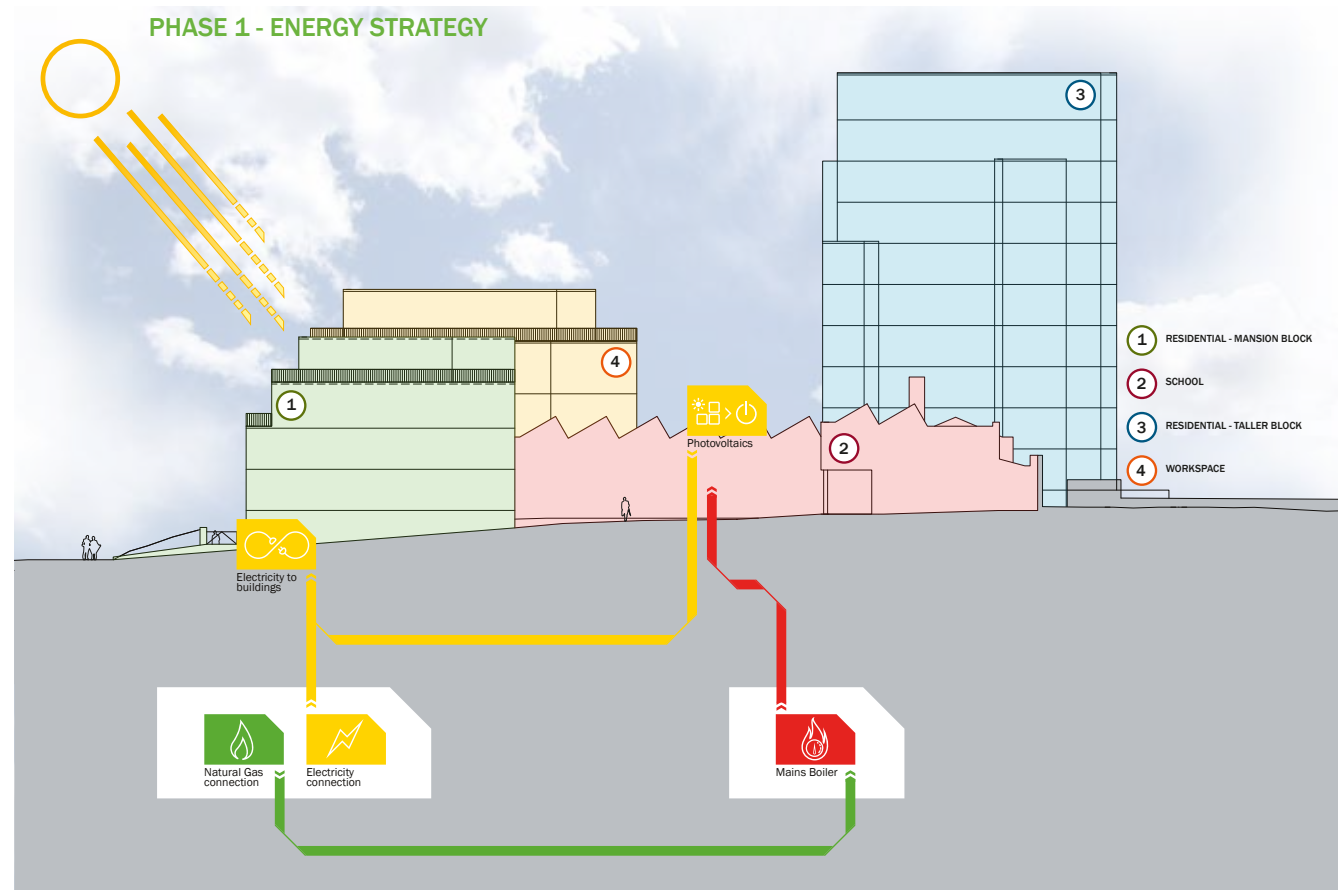 PHASE 1 - ENERGY STRATEGY
3
1 RESIDENTIAL - MANSION BLOCK
4
1
2 SCHOOL
3 RESIDENTIAL - TALLER BLOCK
Photovoltaics
2
4 WORKSPACE
Electricity to
buildings
Natural Gas
connection
Electricity
connection
Mains Boiler